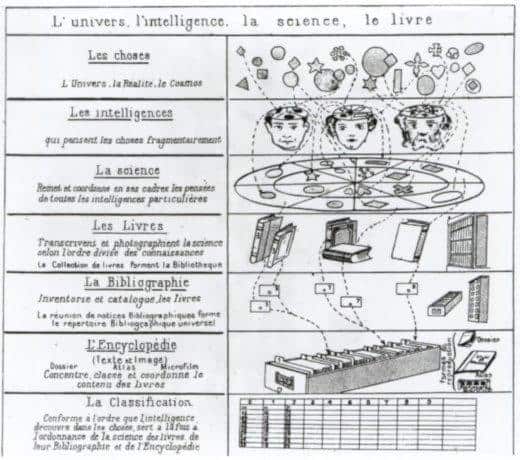 L'univers, l'intelligence, la science, le livre
Les choses
L'Univers, la Réalité, le Cosmos
Les intelligences
qui pensent les choses fragmentairement
La science
Remet et coordonne en ses cadres les pensées
de toutes les intelligences particulières
Les Livres
Transcrivent et photographient la science
selon l'ordre divisé des connaissances
La Collection de livres forment la Bibliothèque
La Bibliographie
Inventorie et catalogue les livres
La réunion de notices Bibliographiques forme
le répertoire Bibliographique universel
L'Encyclopédie
(Texte et Image)
Dossier Atlas Microfilm
Concentre, classe et coordonne le
contenu des livres
Dossier
Atlas
La Classification
Conforme à l'ordre que l'intelligence
découvre dans les choses, sert à la fois à
l'ordonnance de la science, des livres, de
leur Bibliographie et de l'Encyclopédie